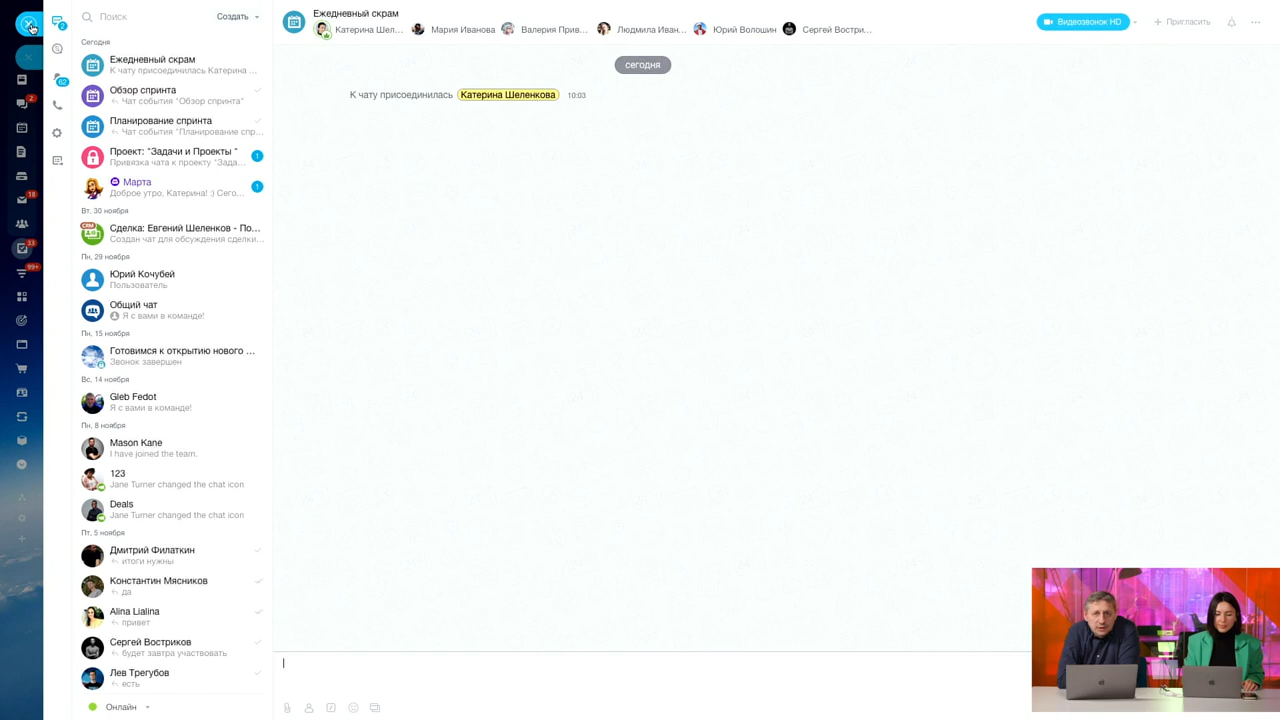 2
62
2
18
33
99+
Поиск
Создать
Сегодня
Ежедневный скрам
К чату присоединилась Катерина ...
Обзор спринта
Чат события "Обзор спринта"
Планирование спринта
Чат события "Планирование спр...
Проект: "Задачи и Проекты "
Привязка чата к проекту "Зада...
1
Марта
Доброе утро, Катерина! :) Сего...
1
Вт, 30 ноября
CRM
Сделка: Евгений Шеленков - По...
Создан чат для обсуждения сделки...
Пн, 29 ноября
Юрий Кочубей
Пользователь
Общий чат
Я с вами в команде!
Пн, 15 ноября
Готовимся к открытию нового ...
Звонок завершен
Вс, 14 ноября
Gleb Fedot
Я с вами в команде!
Пн, 8 ноября
Mason Kane
I have joined the team.
123
Jane Turner changed the chat icon
Deals
Jane Turner changed the chat icon
Пт, 5 ноября
Дмитрий Филаткин
итоги нужны
Константин Мясников
да
Alina Lialina
привет
Сергей Востриков
будет завтра участвовать
Лев Трегубов
есть
Онлайн
Ежедневный скрам
Катерина Шел... Мария Иванова Валерия Прив... Людмила Иван... Юрий Волошин Сергей Востри...
Видеозвонок HD
+ Пригласить
сегодня
К чату присоединилась Катерина Шеленкова 10:03